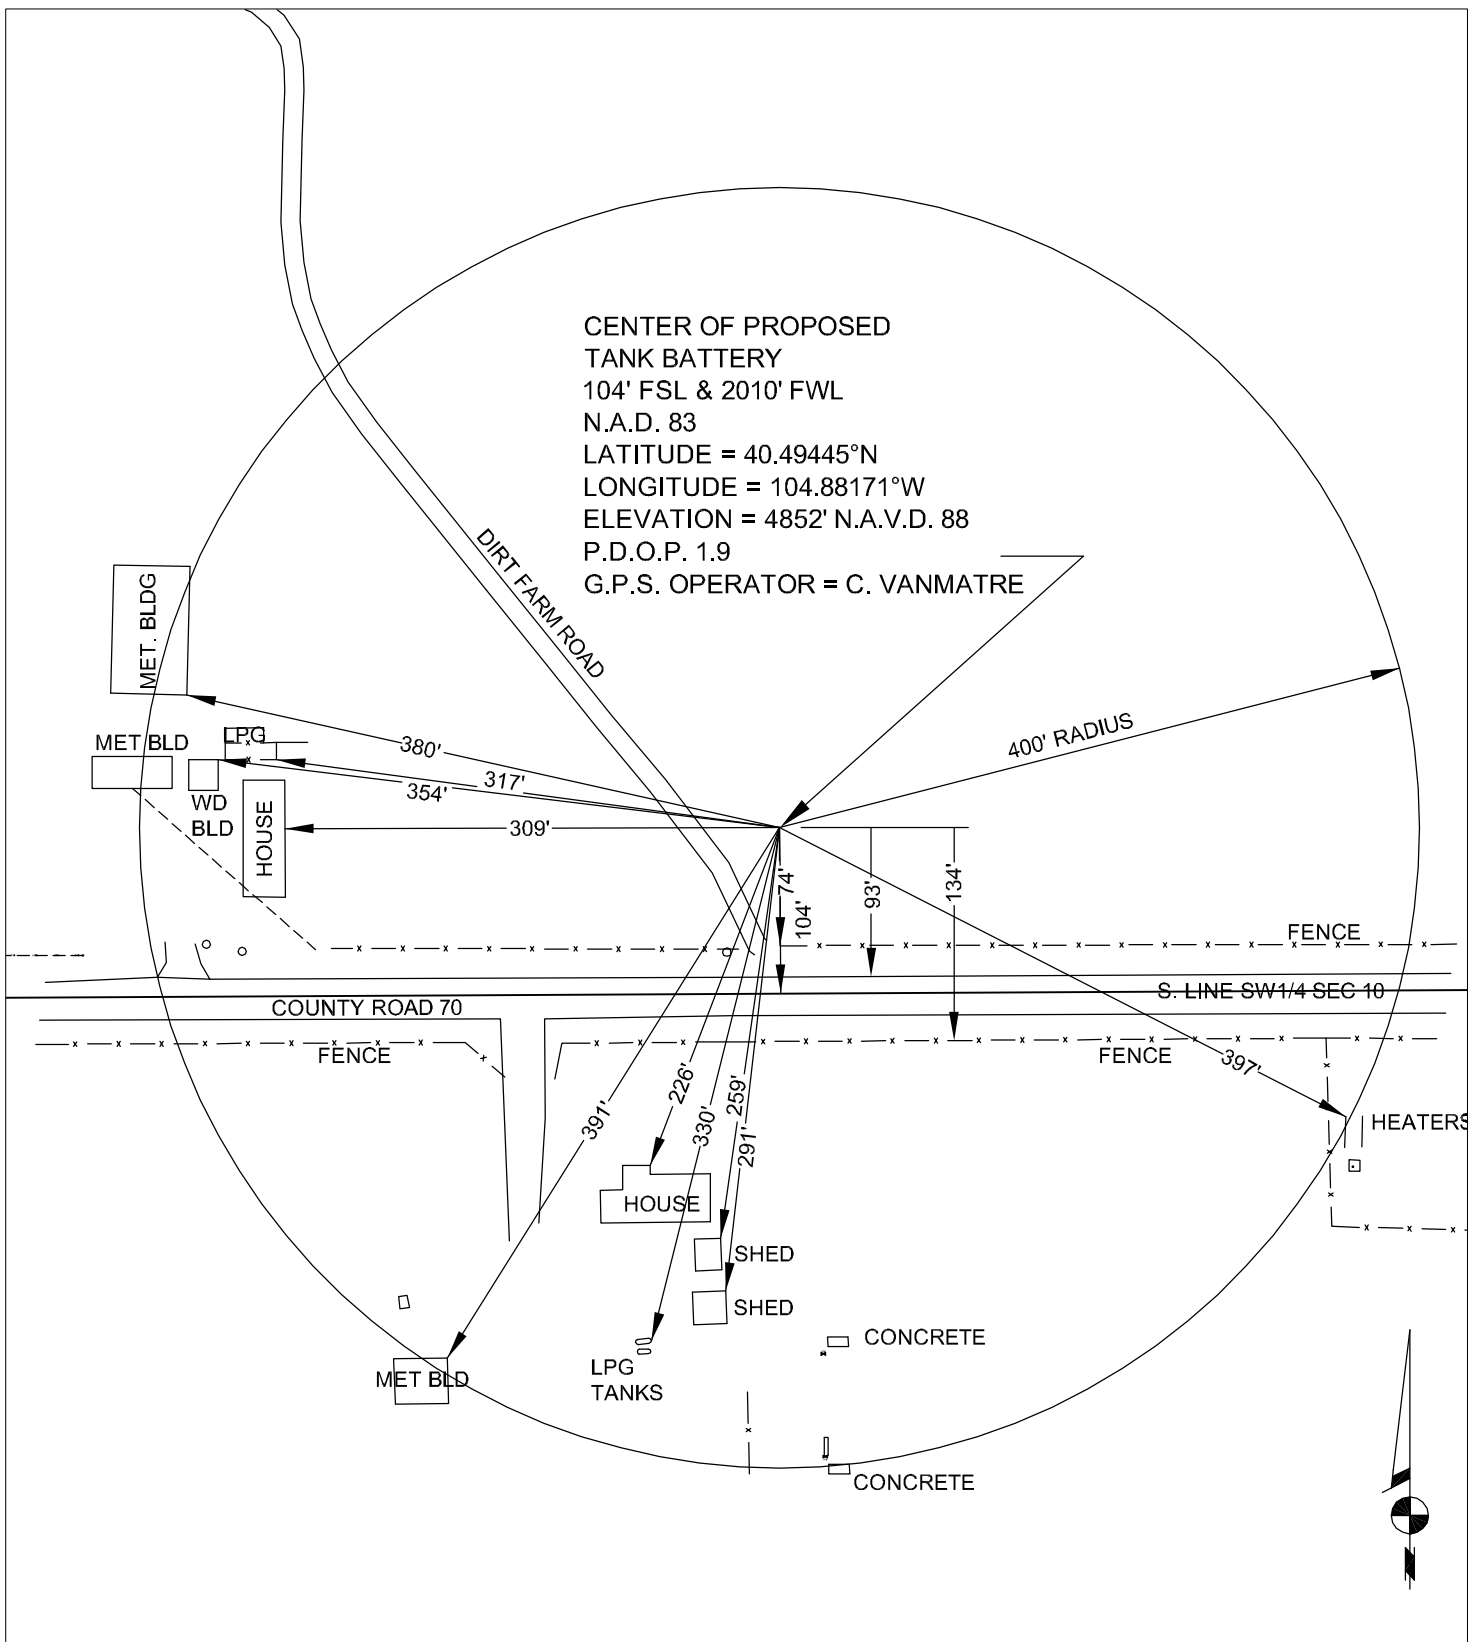 CENTER OF PROPOSED
TANK BATTERY
104' FSL & 2010' FWL
N.A.D. 83
LATITUDE = 40.49445°N
LONGITUDE = 104.88171°W
ELEVATION = 4852' N.A.V.D. 88
P.D.O.P. 1.9
G.P.S. OPERATOR = C. VANMATRE
DIRT FARM ROAD
MET. BLDG
400' RADIUS
MET BLD
LPG
380'
317'
354'
WD
BLD
HOUSE
309'
74'
104'
93'
134'
FENCE
S. LINE SW1/4 SEC 10
COUNTY ROAD 70
FENCE
FENCE
397'
226'
391'
330'
259'
291'
HEATERS
HOUSE
SHED
SHED
CONCRETE
LPG
TANKS
MET BLD
CONCRETE
N